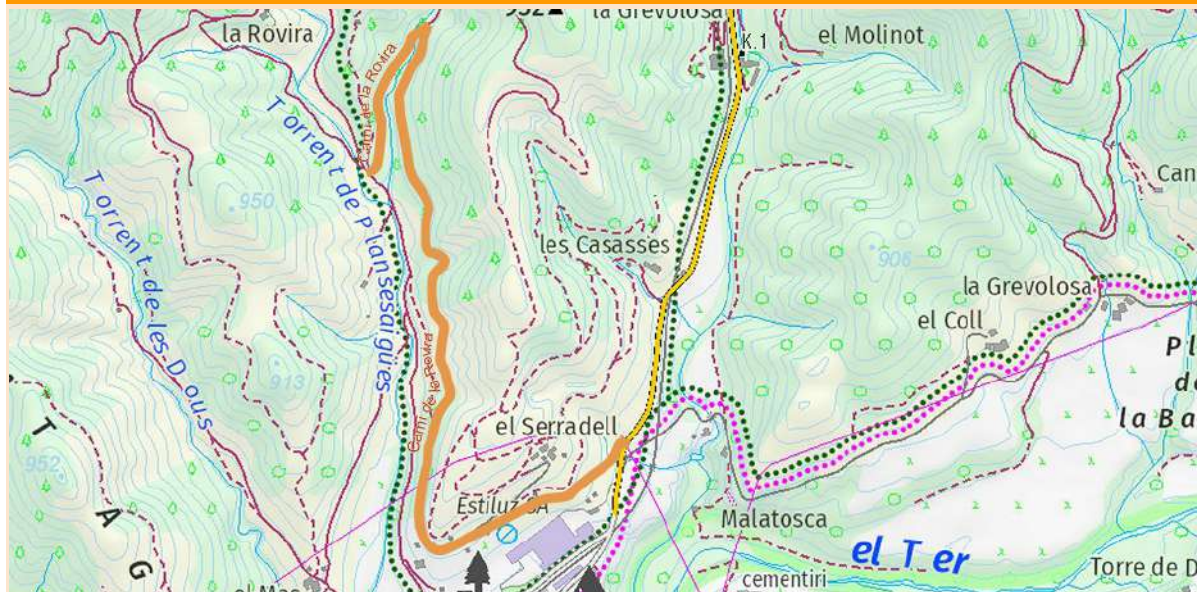 932
la Grevolosa
la Rovira
K.1
el Molinot
Camí de la Rovira
Torrent de Plansesaigües
Torrent-de-les-Dous
950
Can
les Casasses
906
la Grevolosa
el Coll
Pl
de
la Ba
913
Camí de la Rovira
el Serradell
952
T
A
G
Estiluz SA
Malatosca
el Ter
Torre de D
cementiri
el Mas